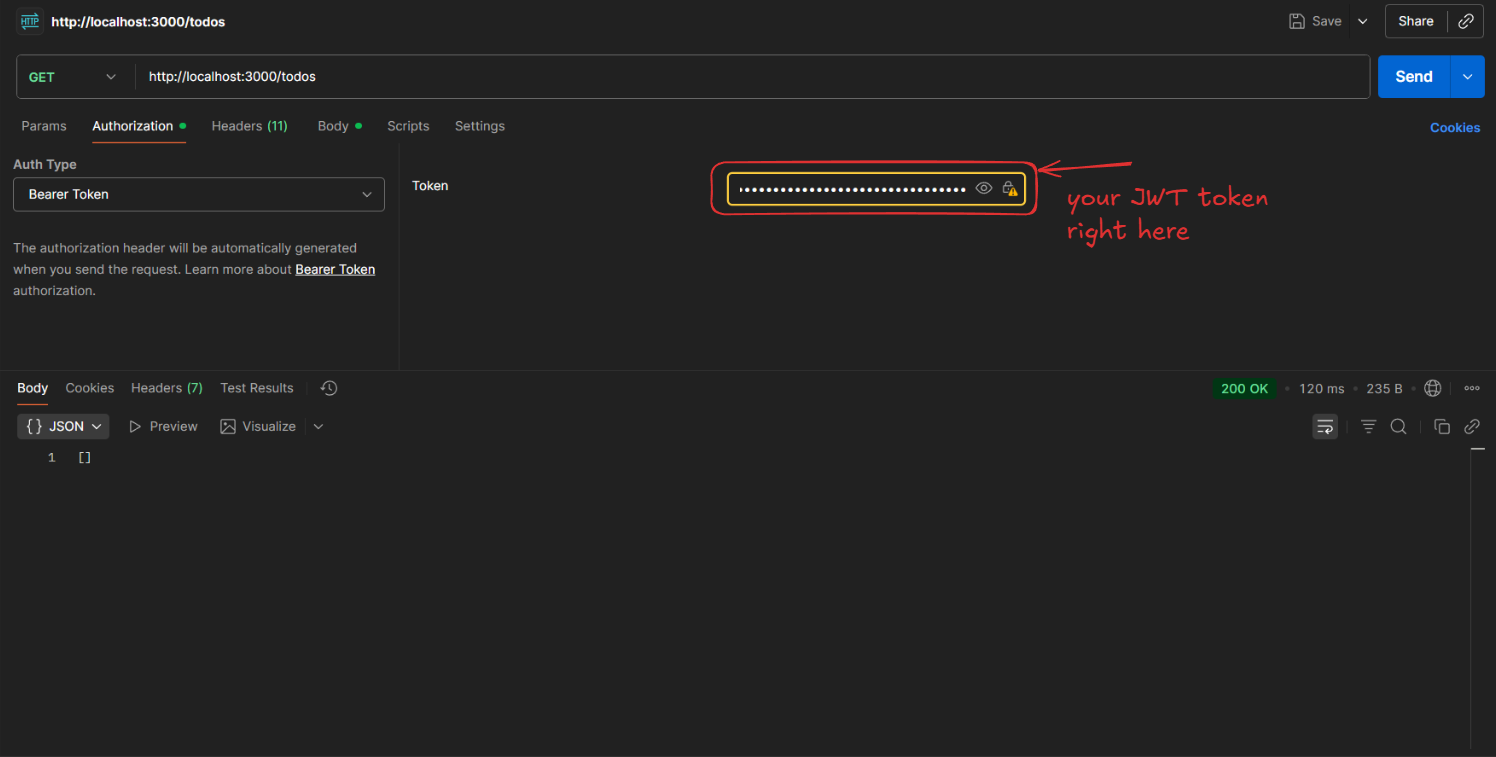 HTTP http://localhost:3000/todos Save Share
GET http://localhost:3000/todos Send
Params Authorization Headers (11) Body Scripts Settings Cookies
Auth Type
Bearer Token
Token
••••••••••••••••••••••••••••••••
your JWT token
right here
The authorization header will be automatically generated
when you send the request. Learn more about Bearer Token
authorization.
Body Cookies Headers (7) Test Results 200 OK • 120 ms • 235 B
{} JSON Preview Visualize
1 []